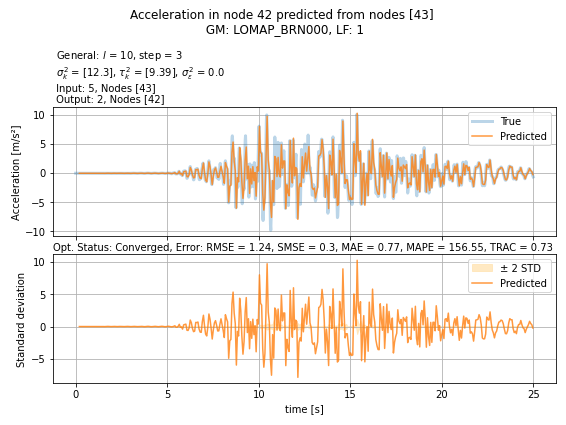 Acceleration in node 42 predicted from nodes [43]
GM: LOMAP_BRN000, LF: 1
General: l = 10, step = 3
σ²ₖ = [12.3], τ²ₖ = [9.39], σ²_ε = 0.0
Input: 5, Nodes [43]
Output: 2, Nodes [42]
10
5
0
−5
−10
Acceleration [m/s²]
True
Predicted
Opt. Status: Converged, Error: RMSE = 1.24, SMSE = 0.3, MAE = 0.77, MAPE = 156.55, TRAC = 0.73
10
5
0
−5
Standard deviation
± 2 STD
Predicted
0 5 10 15 20 25
time [s]